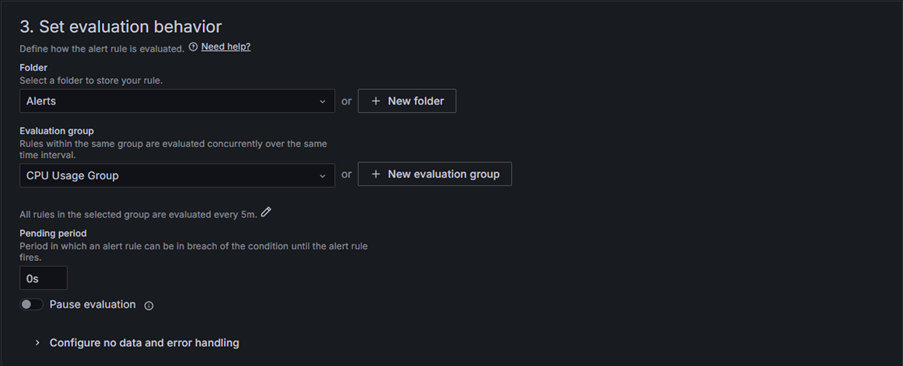 3. Set evaluation behavior
Define how the alert rule is evaluated. Need help?
Folder
Select a folder to store your rule.
Alerts or + New folder
Evaluation group
Rules within the same group are evaluated concurrently over the same
time interval.
CPU Usage Group or + New evaluation group
All rules in the selected group are evaluated every 5m.
Pending period
Period in which an alert rule can be in breach of the condition until the alert rule
fires.
0s
Pause evaluation
Configure no data and error handling